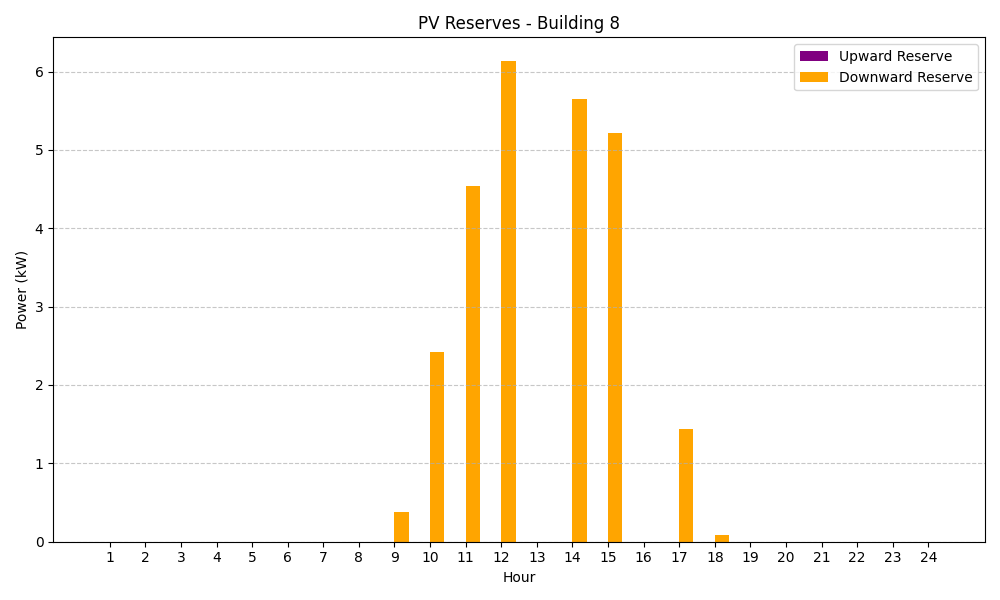 PV Reserves - Building 8
Upward Reserve
Downward Reserve
Power (kW)
6
5
4
3
2
1
0
1 2 3 4 5 6 7 8 9 10 11 12 13 14 15 16 17 18 19 20 21 22 23 24
Hour